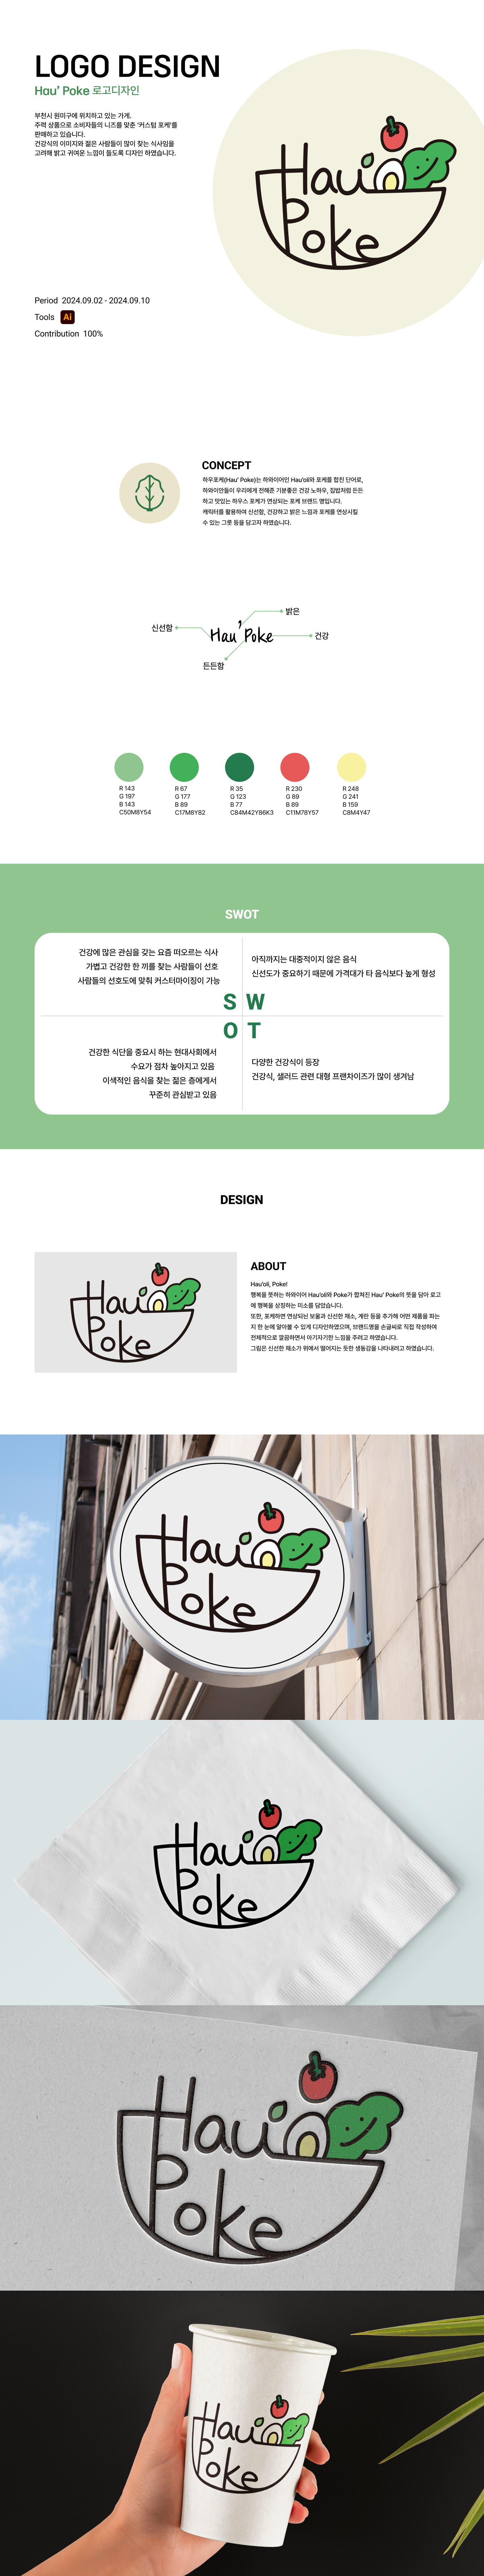 LOGO DESIGN
Hau' Poke 로고디자인
부천시 원미구에 위치하고 있는 가게.
주력 상품으로 소비자들의 니즈를 맞춘 '커스텀 포케'를
판매하고 있습니다.
건강식의 이미지와 젊은 사람들이 많이 찾는 식사임을
고려해 밝고 귀여운 느낌이 들도록 디자인 하였습니다.
Hau'
Poke
Period 2024.09.02 - 2024.09.10
Tools Ai
Contribution 100%
CONCEPT
하우포케(Hau' Poke)는 하와이어인 Hau'oli와 포케를 합친 단어로,
하와이안들이 우리에게 전해준 기분좋은 건강 노하우, 집밥처럼 든든
하고 맛있는 하우스 포케가 연상되는 포케 브랜드 명입니다.
캐릭터를 활용하여 신선함, 건강하고 밝은 느낌과 포케를 연상시킬
수 있는 그릇 등을 담고자 하였습니다.
밝은
신선함
Hau' Poke
건강
든든함
R 143
G 197
B 143
C50M8Y54
R 67
G 177
B 89
C17M8Y82
R 35
G 123
B 77
C84M42Y86K3
R 230
G 89
B 89
C11M78Y57
R 248
G 241
B 159
C8M4Y47
SWOT
건강에 많은 관심을 갖는 요즘 떠오르는 식사
가볍고 건강한 한 끼를 찾는 사람들이 선호
사람들의 선호도에 맞춰 커스터마이징이 가능
아직까지는 대중적이지 않은 음식
신선도가 중요하기 때문에 가격대가 타 음식보다 높게 형성
S W
O T
건강한 식단을 중요시 하는 현대사회에서
수요가 점차 높아지고 있음
이색적인 음식을 찾는 젊은 층에게서
꾸준히 관심받고 있음
다양한 건강식이 등장
건강식, 샐러드 관련 대형 프랜차이즈가 많이 생겨남
DESIGN
Hau'
Poke
ABOUT
Hau'oli, Poke!
행복을 뜻하는 하와이어 Hau'oli와 Poke가 합쳐진 Hau' Poke의 뜻을 담아 로고
에 행복을 상징하는 미소를 담았습니다.
또한, 포케하면 연상되는 보울과 신선한 채소, 계란 등을 추가해 어떤 제품을 파는
지 한 눈에 알아볼 수 있게 디자인하였으며, 브랜드명을 손글씨로 직접 작성하여
전체적으로 깔끔하면서 아기자기한 느낌을 주려고 하였습니다.
그림은 신선한 채소가 위에서 떨어지는 듯한 생동감을 나타내려고 하였습니다.
Hau'
Poke
Hau'
Poke
Hau'
Poke
Hau'
Poke